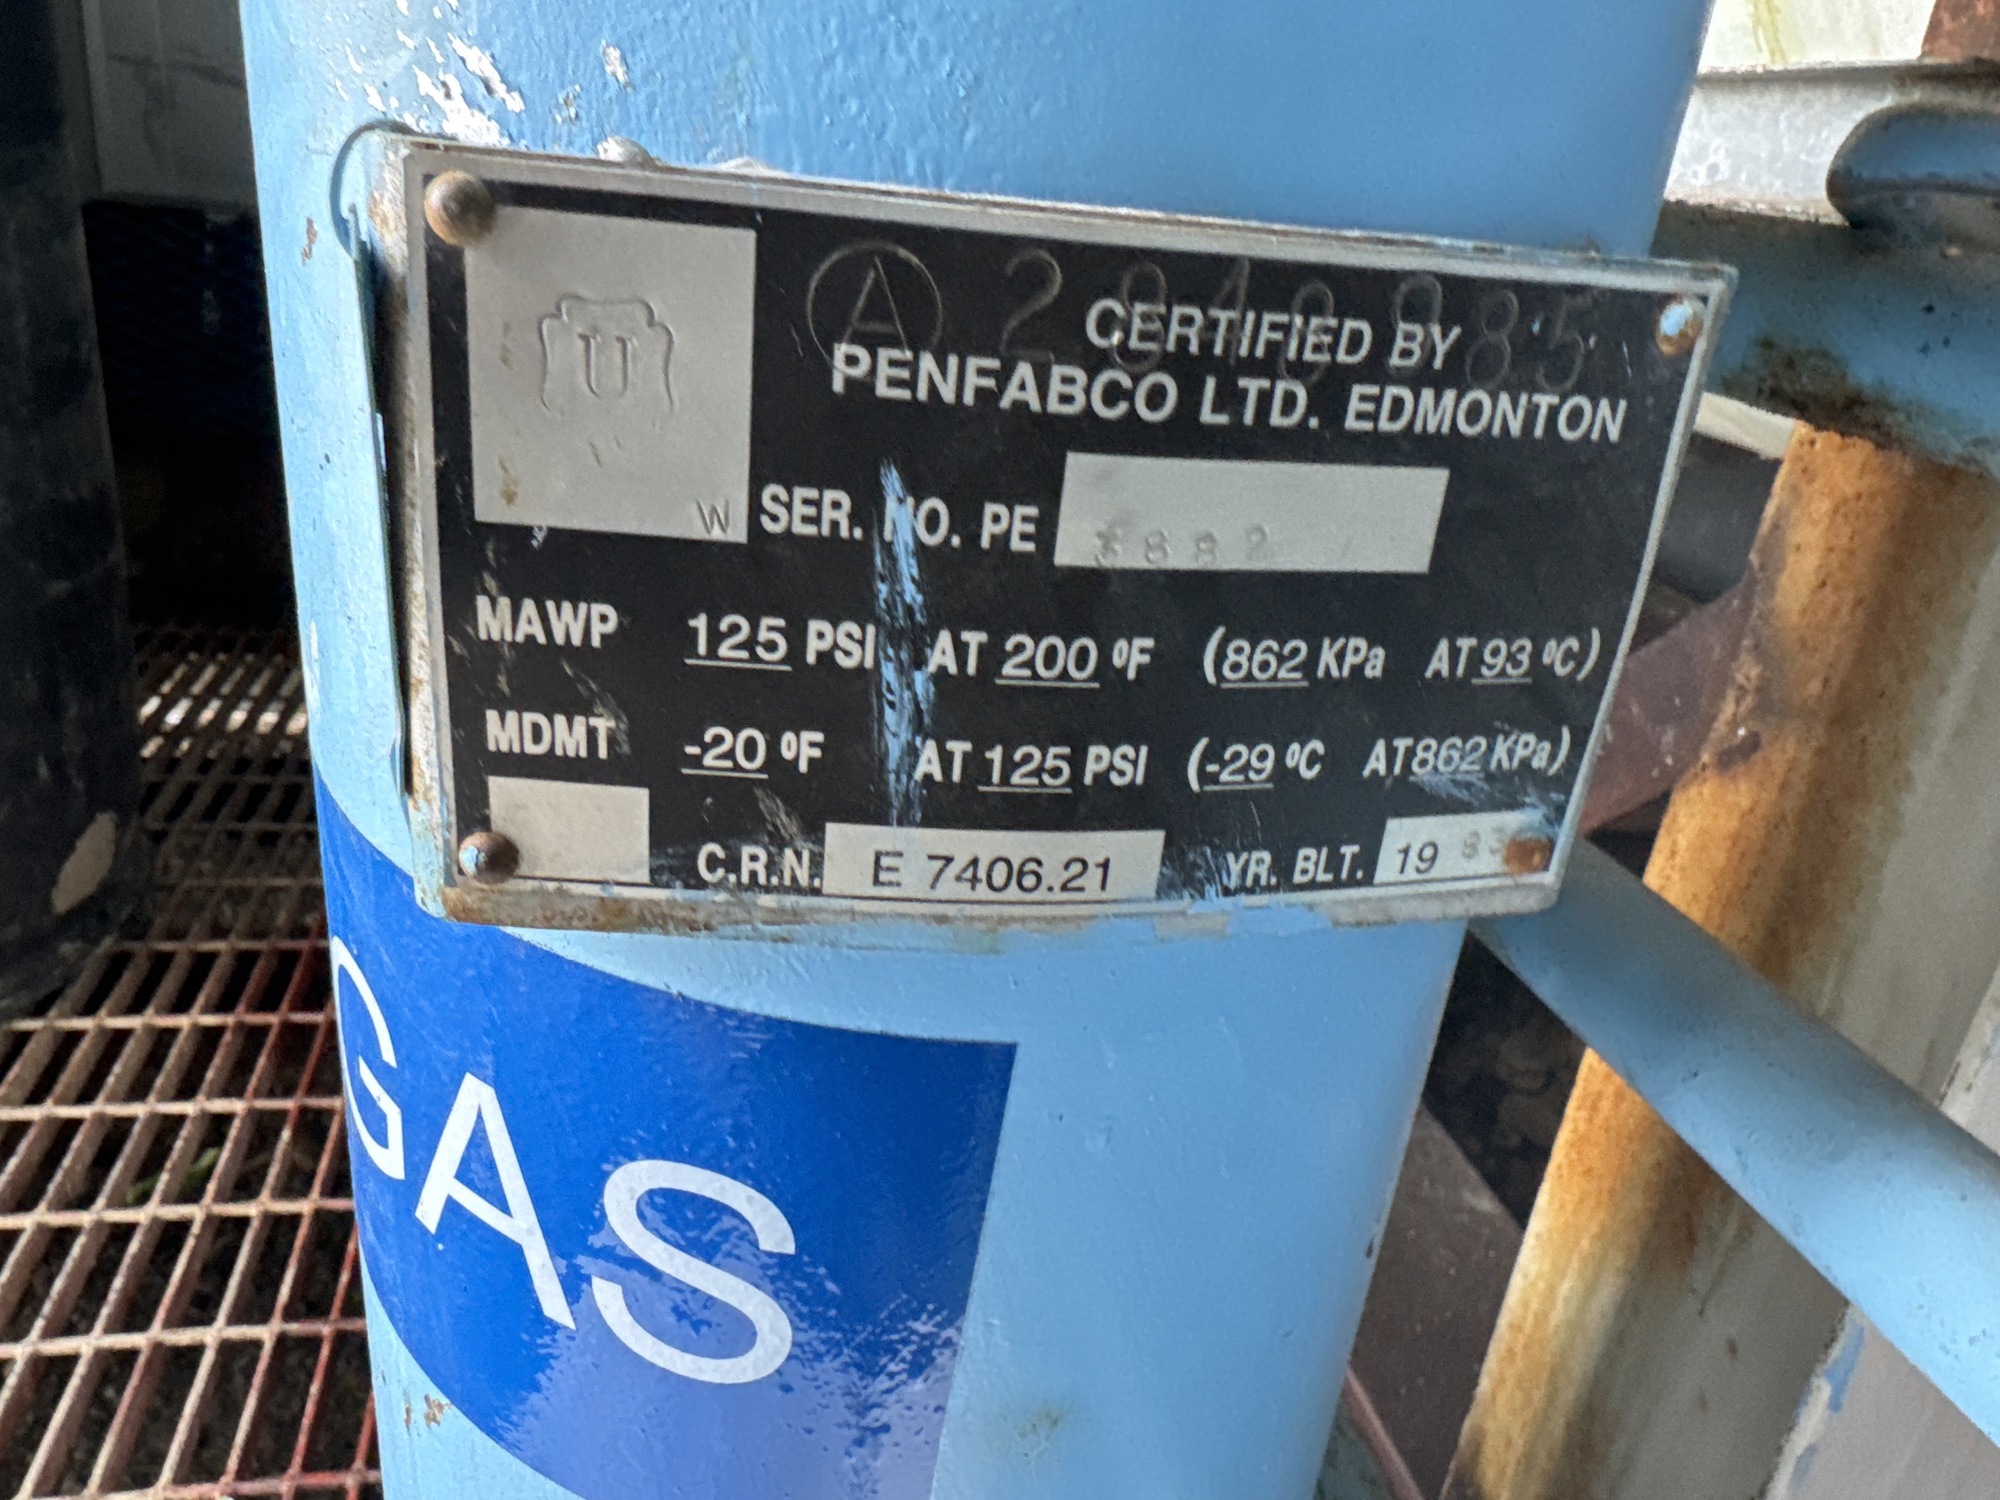 U
W
CERTIFIED BY
PENFABCO LTD. EDMONTON
SER. NO. PE
MAWP 125 PSI AT 200 ºF (862 KPa AT 93 ºC)
MDMT -20 ºF AT 125 PSI (-29 ºC AT 862 KPa)
C.R.N. E 7406.21 YR. BLT. 19
GAS